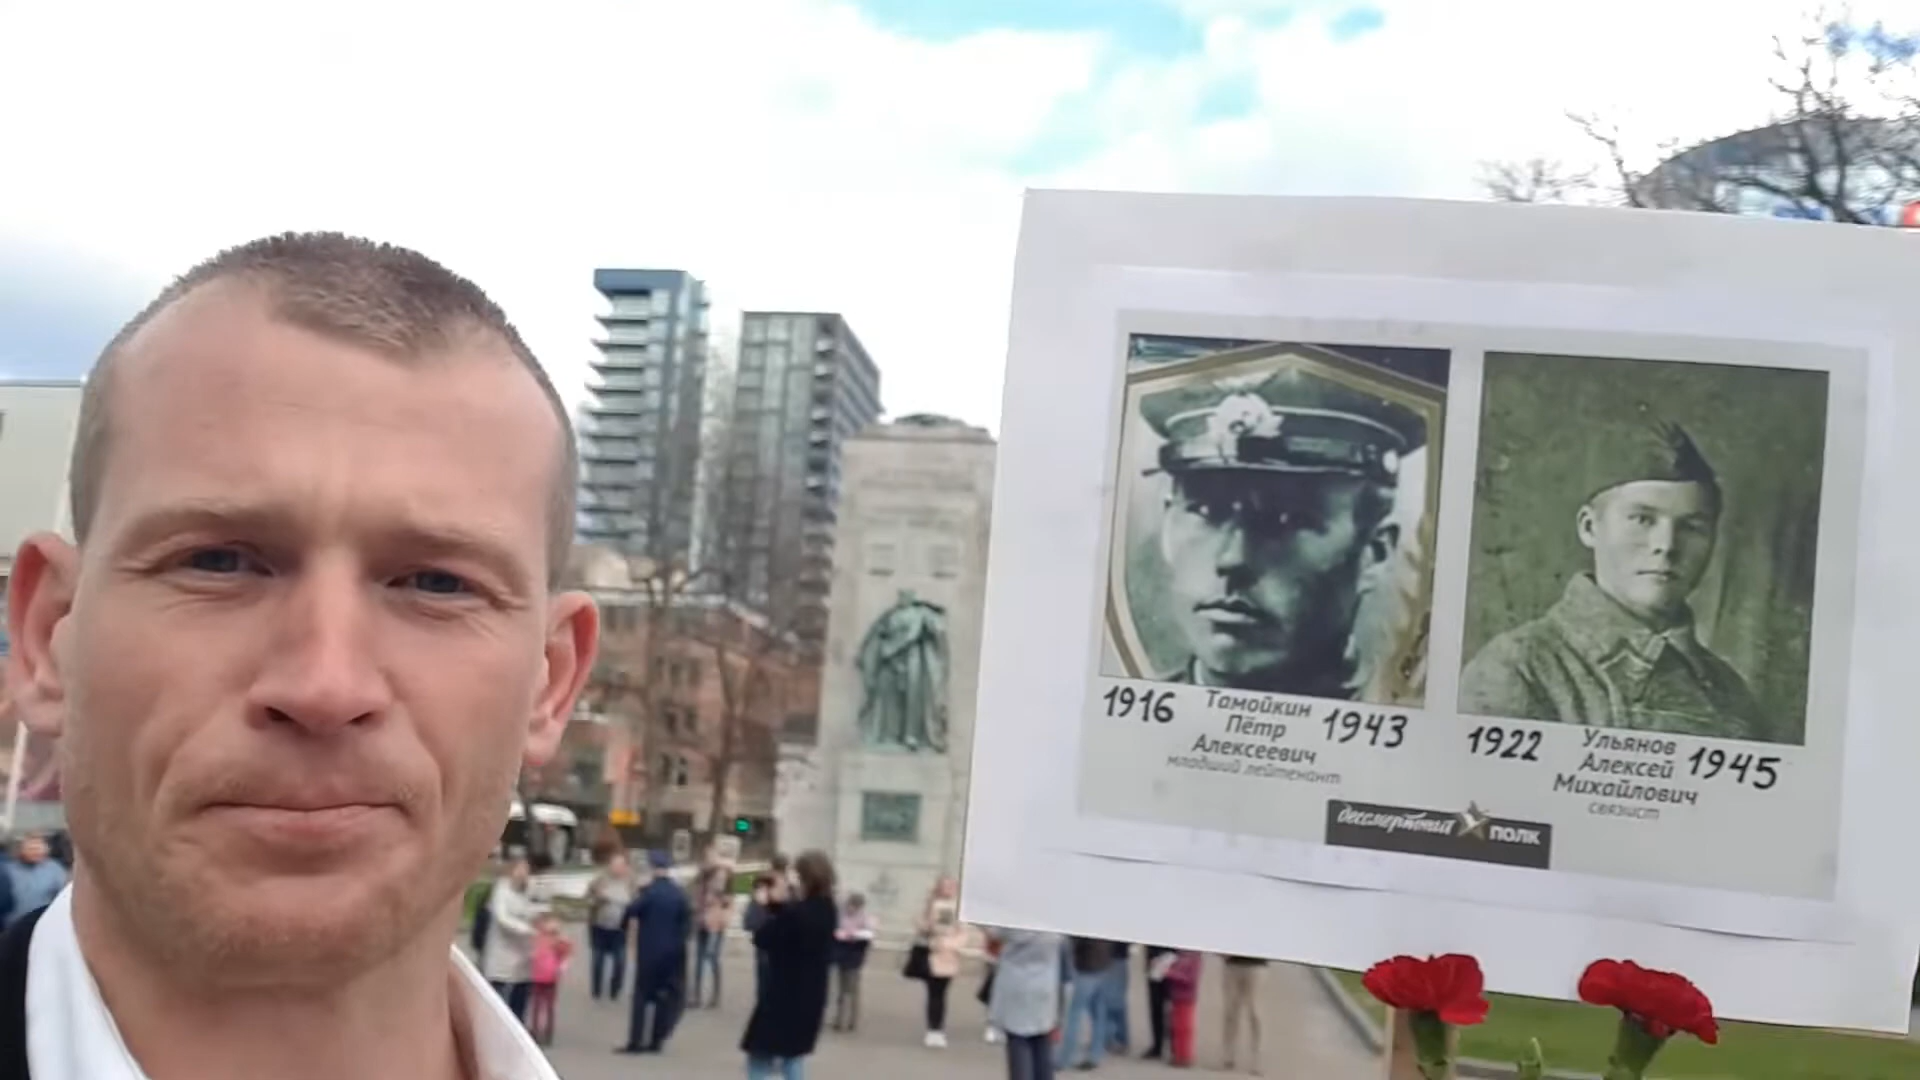 1916
Тамойкин
Пётр
Алексеевич
младший лейтенант
1943
1922
Ульянов
Алексей
Михайлович
связист
1945
бессмертный полк